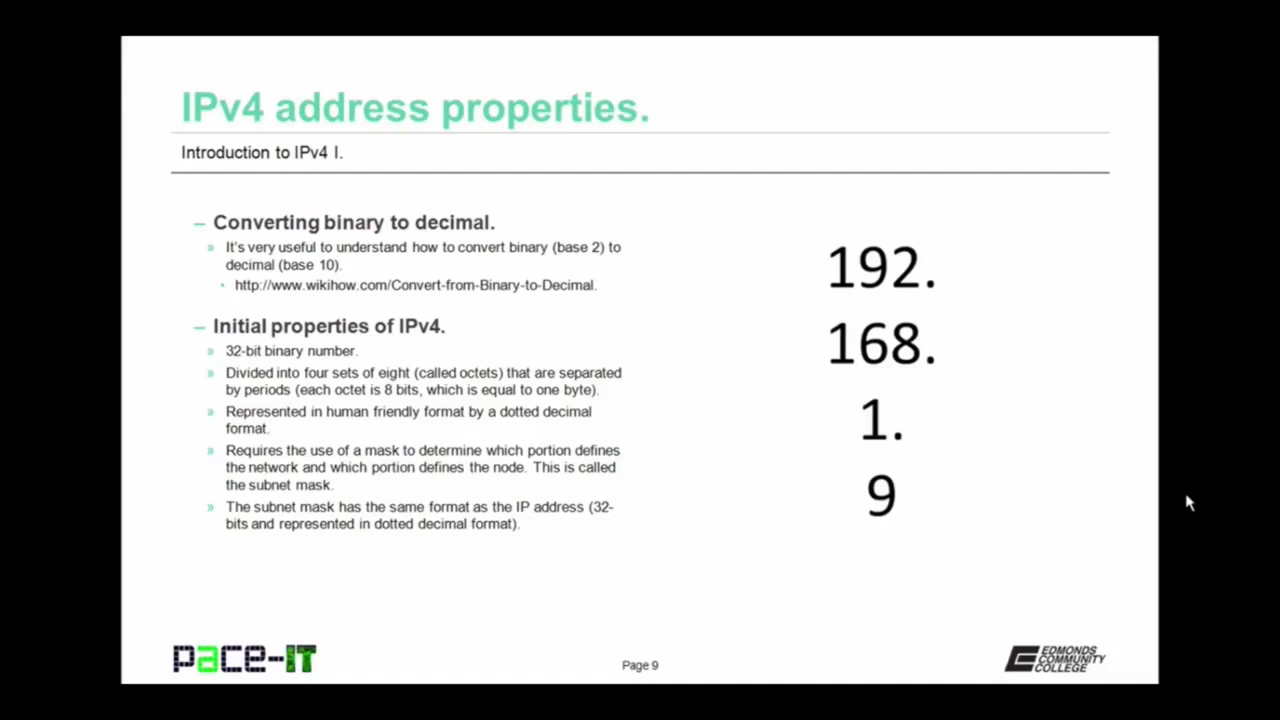 IPv4 address properties.
Introduction to IPv4 I.
– Converting binary to decimal.
» It's very useful to understand how to convert binary (base 2) to
decimal (base 10).
• http://www.wikihow.com/Convert-from-Binary-to-Decimal.
– Initial properties of IPv4.
» 32-bit binary number.
» Divided into four sets of eight (called octets) that are separated
by periods (each octet is 8 bits, which is equal to one byte).
» Represented in human friendly format by a dotted decimal
format.
» Requires the use of a mask to determine which portion defines
the network and which portion defines the node. This is called
the subnet mask.
» The subnet mask has the same format as the IP address (32-
bits and represented in dotted decimal format).
192.
168.
1.
9
pace-IT
Page 9
EDMONDS
COMMUNITY
COLLEGE